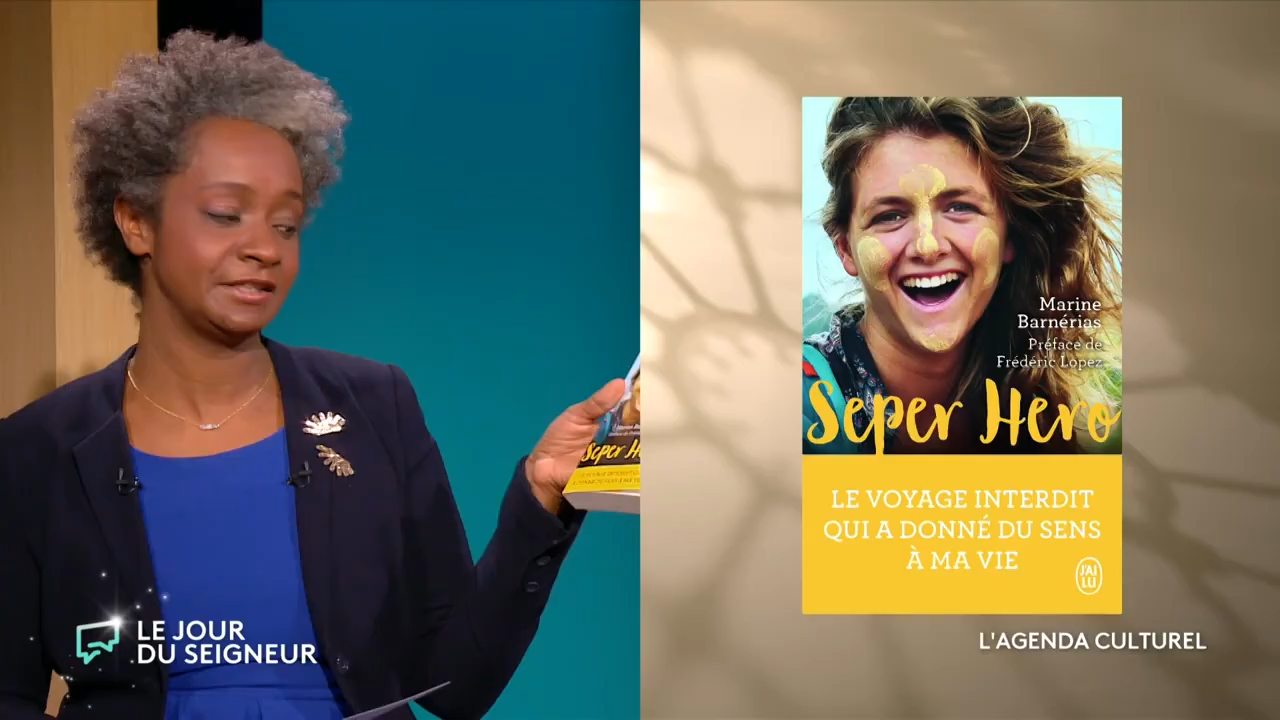 Marine
Barnérias
Préface de
Frédéric Lopez
Seper Hero
LE VOYAGE INTERDIT
QUI A DONNÉ DU SENS
À MA VIE
J'AI
LU
Seper H
LE JOUR
DU SEIGNEUR
L'AGENDA CULTUREL